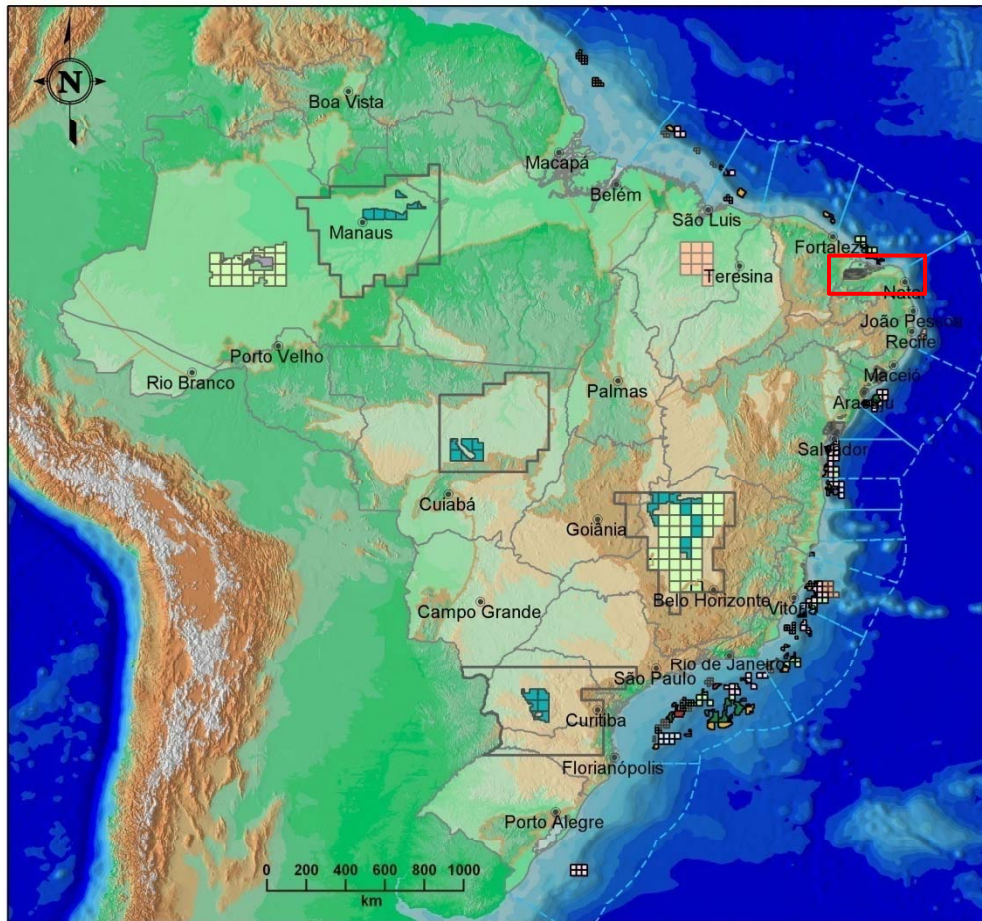 N
Boa Vista
Macapá
Belém
São Luis
Manaus
Fortaleza
Teresina
Natal
João Pessoa
Recife
Porto Velho
Rio Branco
Maceió
Palmas
Aracaju
Salvador
Cuiabá
Goiânia
Belo Horizonte
Campo Grande
Vitória
Rio de Janeiro
São Paulo
Curitiba
Florianópolis
Porto Alegre
0 200 400 600 800 1000
km